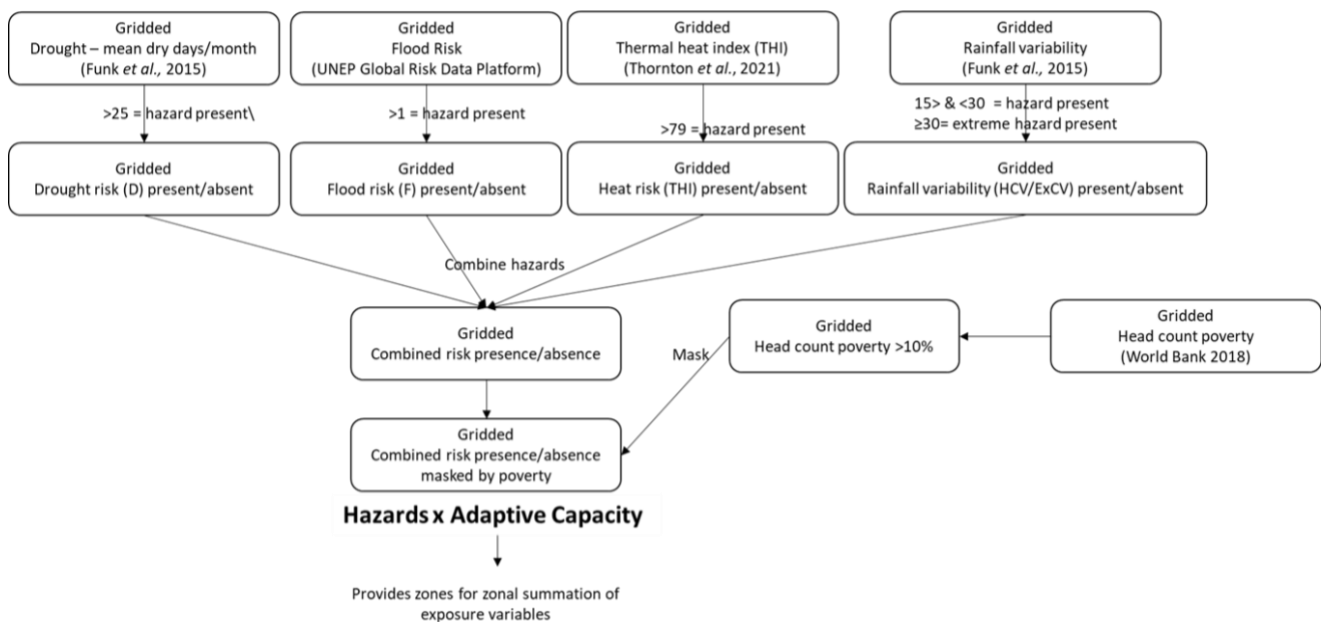 Gridded
Drought – mean dry days/month
(Funk et al., 2015)
Gridded
Flood Risk
(UNEP Global Risk Data Platform)
Gridded
Thermal heat index (THI)
(Thornton et al., 2021)
Gridded
Rainfall variability
(Funk et al., 2015)
>25 = hazard present\
>1 = hazard present
>79 = hazard present
15> & <30 = hazard present
≥30= extreme hazard present
Gridded
Drought risk (D) present/absent
Gridded
Flood risk (F) present/absent
Gridded
Heat risk (THI) present/absent
Gridded
Rainfall variability (HCV/ExCV) present/absent
Combine hazards
Gridded
Combined risk presence/absence
Mask
Gridded
Head count poverty >10%
Gridded
Head count poverty
(World Bank 2018)
Gridded
Combined risk presence/absence
masked by poverty
Hazards x Adaptive Capacity
Provides zones for zonal summation of
exposure variables